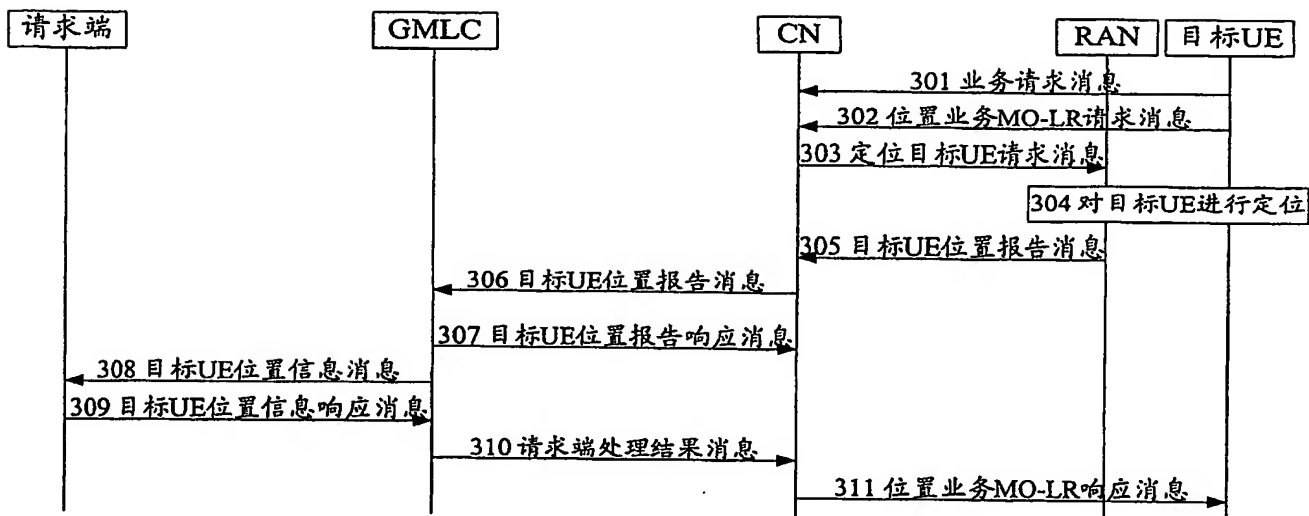 请求端
GMLC
CN
RAN
目标UE
301 业务请求消息
302 位置业务MO-LR请求消息
303 定位目标UE请求消息
304 对目标UE进行定位
305 目标UE位置报告消息
306 目标UE位置报告消息
307 目标UE位置报告响应消息
308 目标UE位置信息消息
309 目标UE位置信息响应消息
310 请求端处理结果消息
311 位置业务MO-LR响应消息